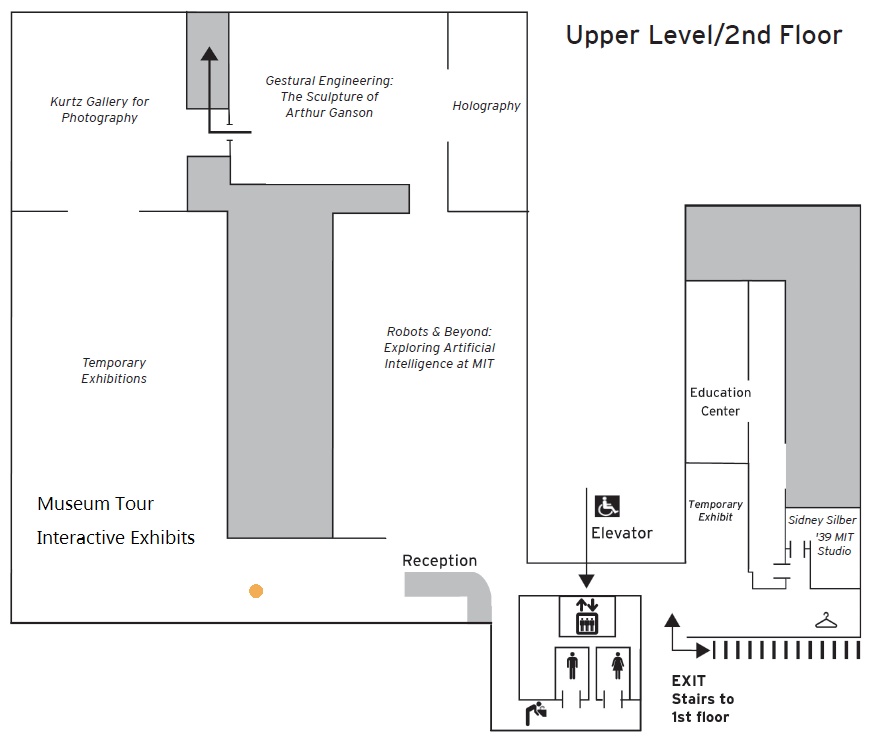 Upper Level/2nd Floor
Kurtz Gallery for
Photography
Gestural Engineering:
The Sculpture of
Arthur Ganson
Holography
Temporary
Exhibitions
Robots & Beyond:
Exploring Artificial
Intelligence at MIT
Education
Center
Museum Tour
Interactive Exhibits
Elevator
Temporary
Exhibit
Sidney Silber
'39 MIT
Studio
Reception
EXIT
Stairs to
1st floor